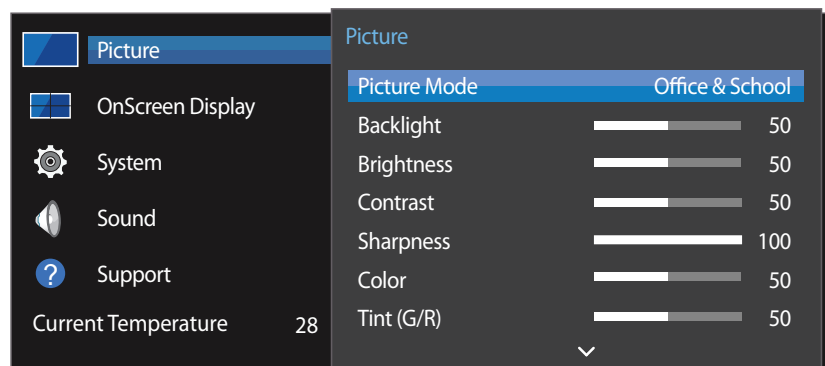 Picture
OnScreen Display
System
Sound
? Support
Current Temperature 28
Picture
Picture Mode Office & School
Backlight 50
Brightness 50
Contrast 50
Sharpness 100
Color 50
Tint (G/R) 50